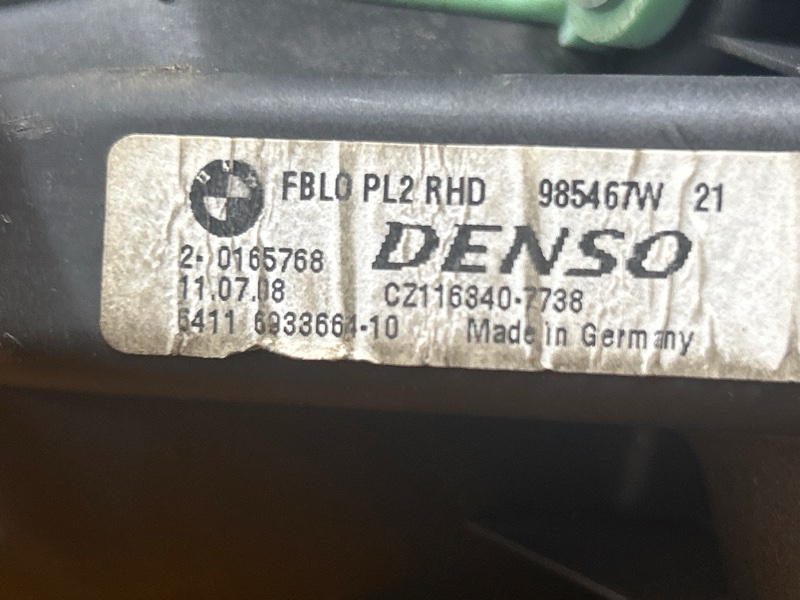 FBLO PL2 RHD 985467W 21
DENSO
2- 0165768
11.07.08 CZ116340-7738
6411 6933664-10 Made in Germany